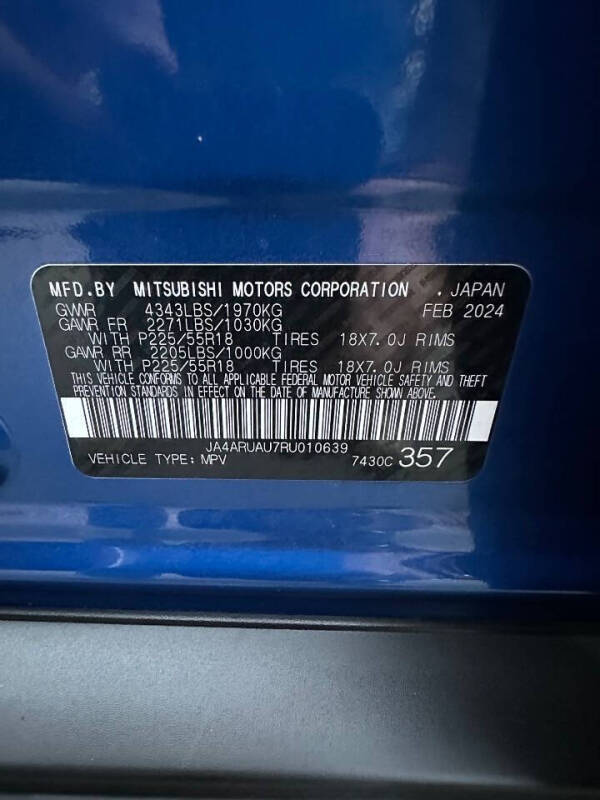 MFD.BY MITSUBISHI MOTORS CORPORATION . JAPAN
GVWR 4343LBS/1970KG FEB 2024
GAWR FR 2271LBS/1030KG
WITH P225/55R18 TIRES 18X7.0J RIMS
GAWR RR 2205LBS/1000KG
WITH P225/55R18 TIRES 18X7.0J RIMS
THIS VEHICLE CONFORMS TO ALL APPLICABLE FEDERAL MOTOR VEHICLE SAFETY AND THEFT
PREVENTION STANDARDS IN EFFECT ON THE DATE OF MANUFACTURE SHOWN ABOVE.
JA4ARUAU7RU010639
VEHICLE TYPE: MPV 7430C 357